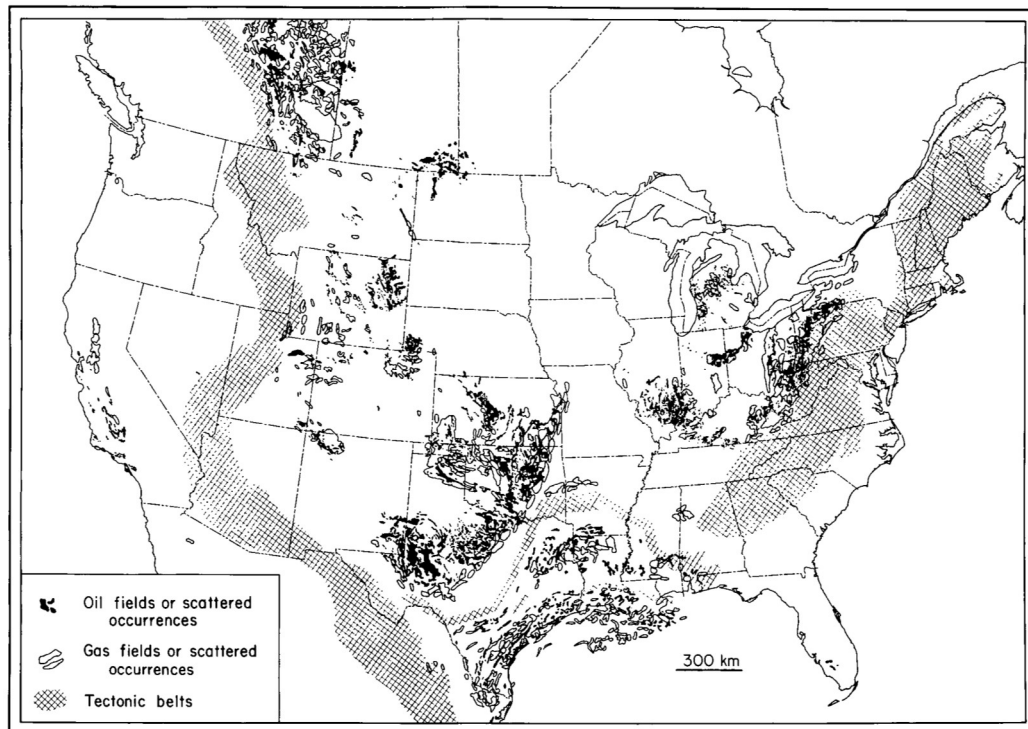 300 km
Oil fields or scattered
occurrences
Gas fields or scattered
occurrences
Tectonic belts